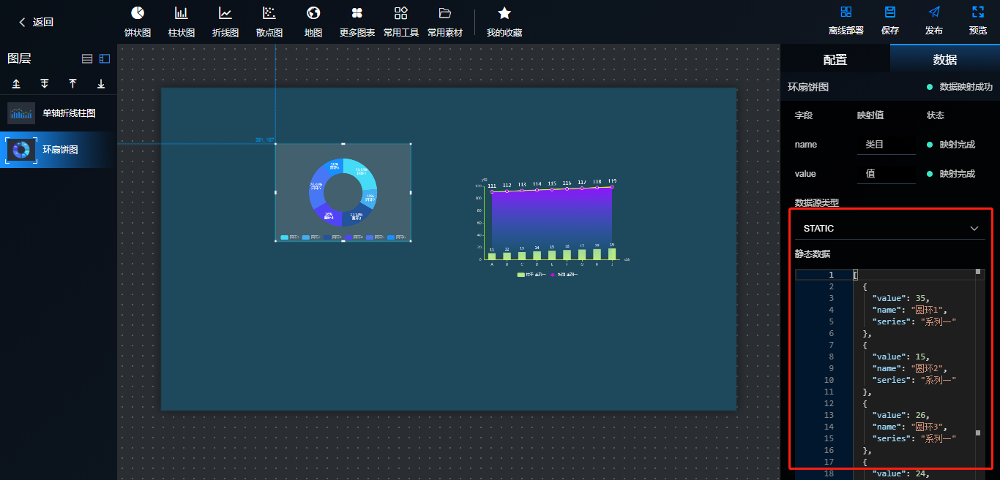 返回
饼状图
柱状图
折线图
散点图
地图
更多图表
常用工具
常用素材
我的收藏
离线部署
保存
发布
预览
图层
单轴折线柱图
环扇饼图
111 112 113 114 115 116 117 118 119
120
100
80
60
40
20
0
11 12 13 14 15 16 17 18 19
A B C D E F G H I
配置
数据
环扇饼图
数据映射成功
字段 映射值 状态
name 类目 映射完成
value 值 映射完成
数据源类型
STATIC
静态数据
1 [
2 {
3 "value": 35,
4 "name": "圆环1",
5 "series": "系列一"
6 },
7 {
8 "value": 15,
9 "name": "圆环2",
10 "series": "系列一"
11 },
12 {
13 "value": 26,
14 "name": "圆环3",
15 "series": "系列一"
16 },
17 {
18 "value": 24,